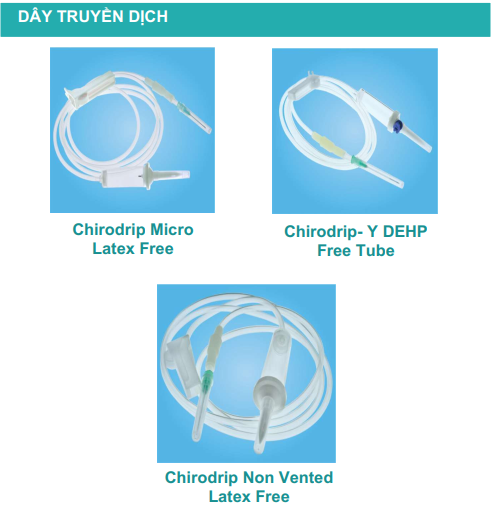 DÂY TRUYỀN DỊCH
Chirodrip Micro
Latex Free
Chirodrip- Y DEHP
Free Tube
Chirodrip Non Vented
Latex Free